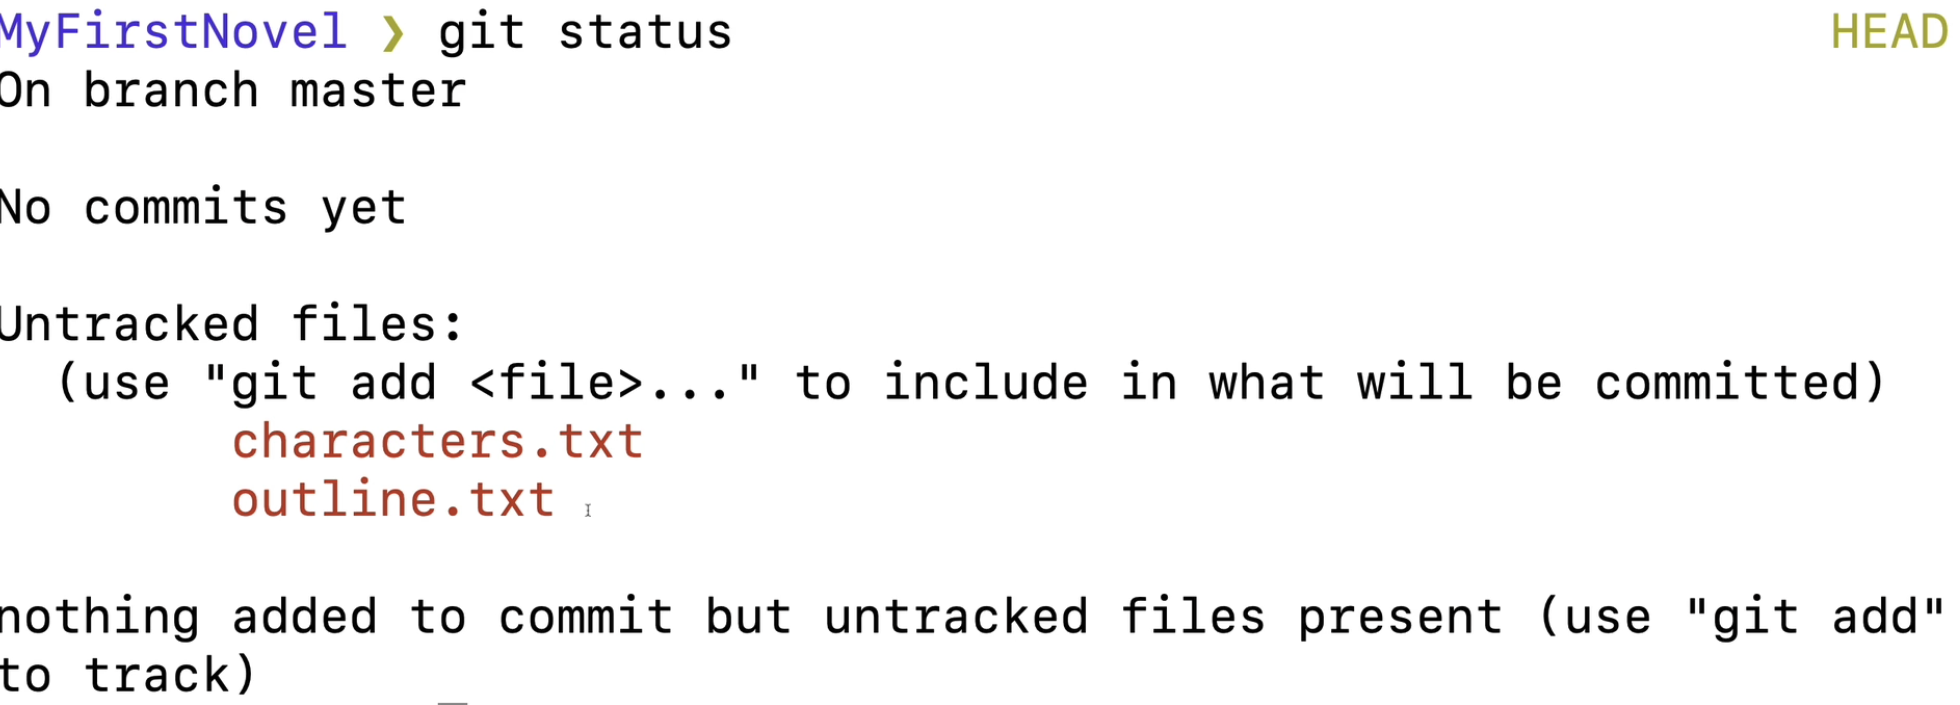 MyFirstNovel ❯ git status HEAD
On branch master
No commits yet
Untracked files:
(use "git add <file>..." to include in what will be committed)
characters.txt
outline.txt
nothing added to commit but untracked files present (use "git add"
to track)